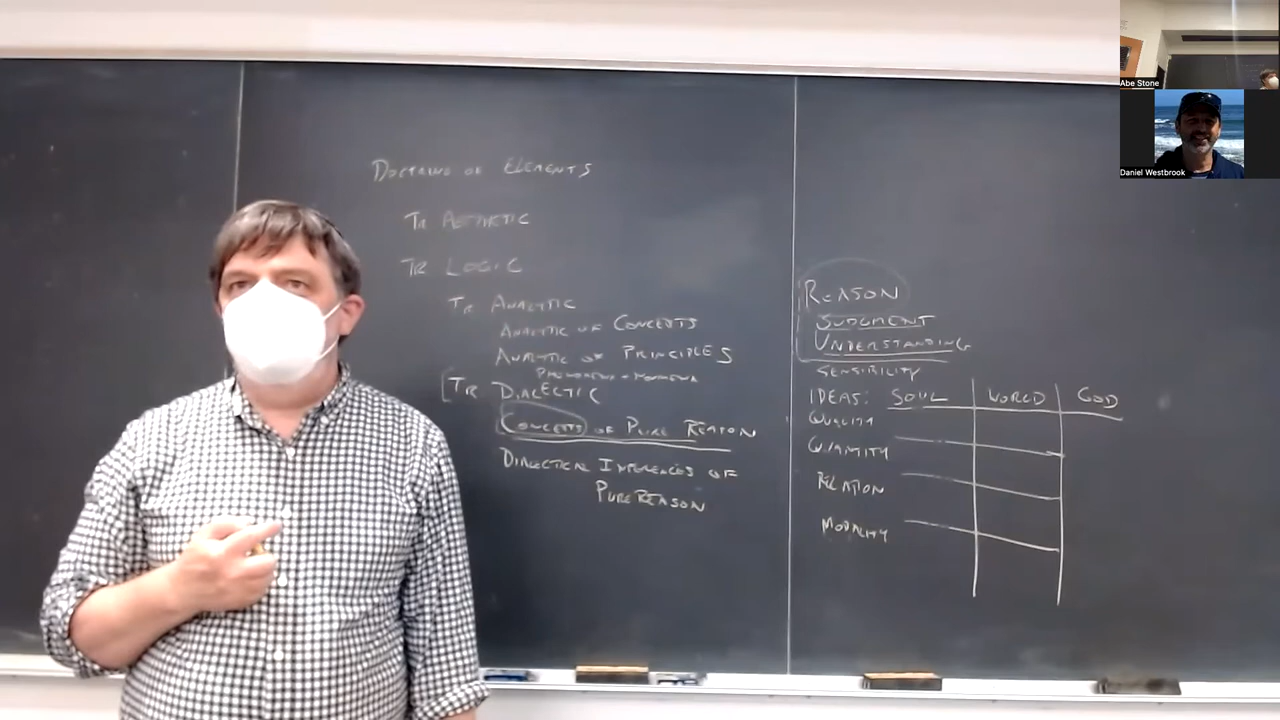 Abe Stone
Daniel Westbrook
DOCTRINE OF ELEMENTS
TR AESTHETIC
TR LOGIC
TR ANALYTIC
ANALYTIC OF CONCEPTS
ANALYTIC OF PRINCIPLES
PHENOMENA + NOUMENA
[TR DIALECTIC
CONCEPTS OF PURE REASON
DIALECTICAL INFERENCES OF
PURE REASON
REASON
JUDGMENT
UNDERSTANDING
SENSIBILITY
IDEAS: SOUL WORLD GOD
QUALITY
QUANTITY
RELATION
MODALITY